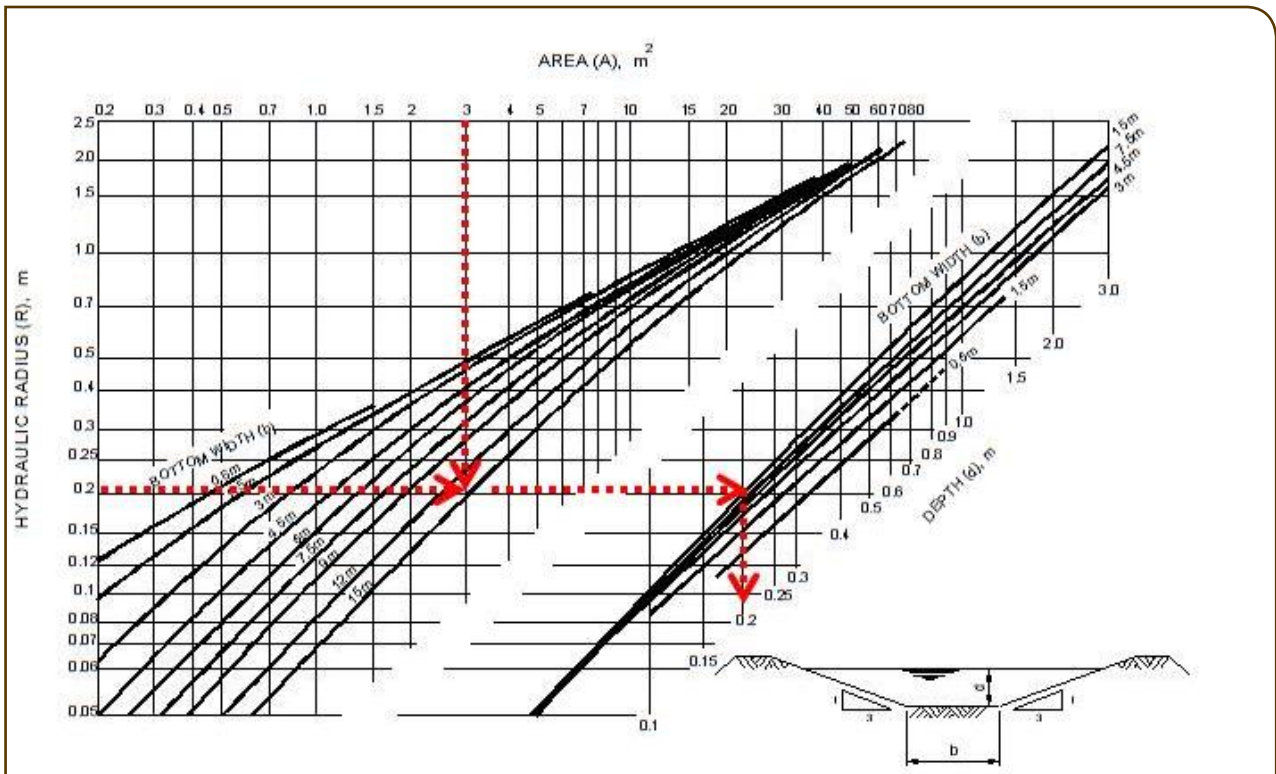 AREA (A), m2
0.2 0.3 0.4 0.5 0.7 1.0 1.5 2 3 4 5 7 10 15 20 30 40 50 60 70 80
2.5
2.0
1.5
1.0
0.7
0.5
0.4
0.3
0.25
0.2
0.15
0.12
0.1
0.08
0.07
0.06
0.05
HYDRAULIC RADIUS (R), m
BOTTOM WIDTH (b)
0.6m
3m
4.5m
6m
7.5m
9m
12m
15m
BOTTOM WIDTH (b)
15m
7.5m
4.5m
3m
1.5m
0.6m
3.0
2.0
1.5
1.0
0.9
0.8
0.7
0.6
0.5
0.4
0.3
0.25
0.2
0.15
0.1
DEPTH (d), m
d
1
3
1
3
b